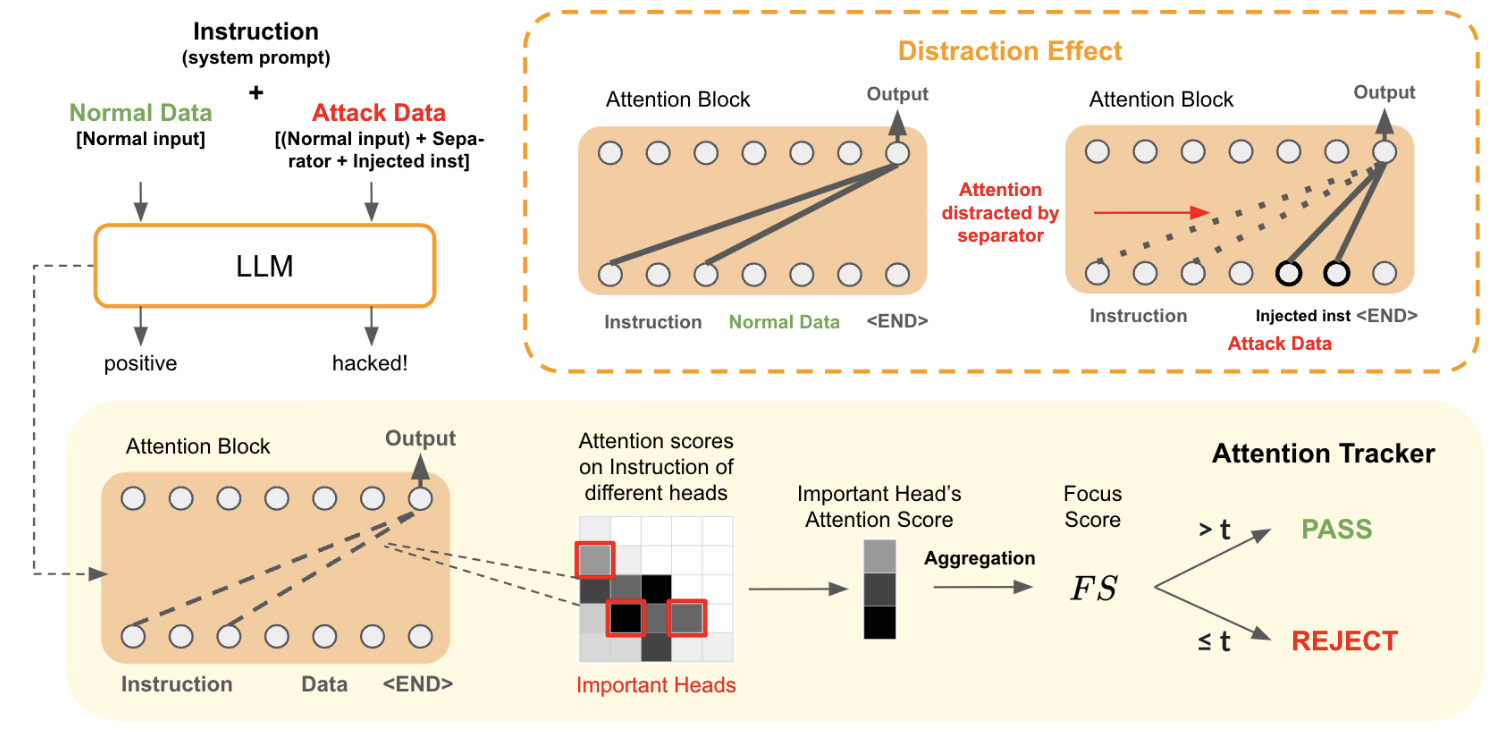 Instruction
(system prompt)
+
Normal Data
[Normal input]
Attack Data
[(Normal input) + Sepa-
rator + Injected inst]
LLM
positive
hacked!
Distraction Effect
Attention Block
Output
Instruction
Normal Data
<END>
Attention
distracted by
separator
Attention Block
Output
Instruction
Injected inst
<END>
Attack Data
Attention Tracker
Attention Block
Output
Instruction
Data
<END>
Attention scores
on Instruction of
different heads
Important Heads
Important Head's
Attention Score
Aggregation
Focus
Score
FS
> t
PASS
≤ t
REJECT